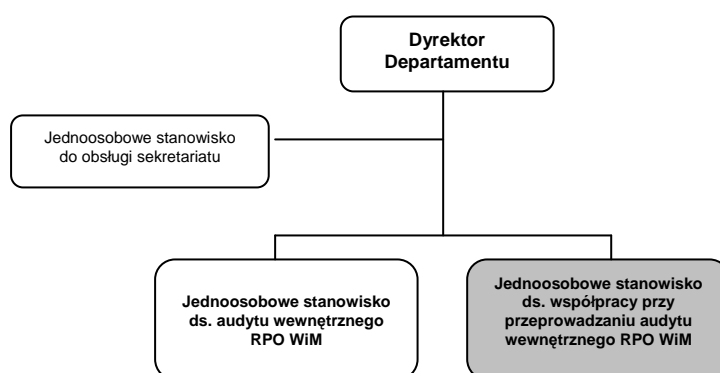 Dyrektor
Departamentu
Jednoosobowe stanowisko
do obsługi sekretariatu
Jednoosobowe stanowisko
ds. audytu wewnętrznego
RPO WiM
Jednoosobowe stanowisko
ds. współpracy przy
przeprowadzaniu audytu
wewnętrznego RPO WiM